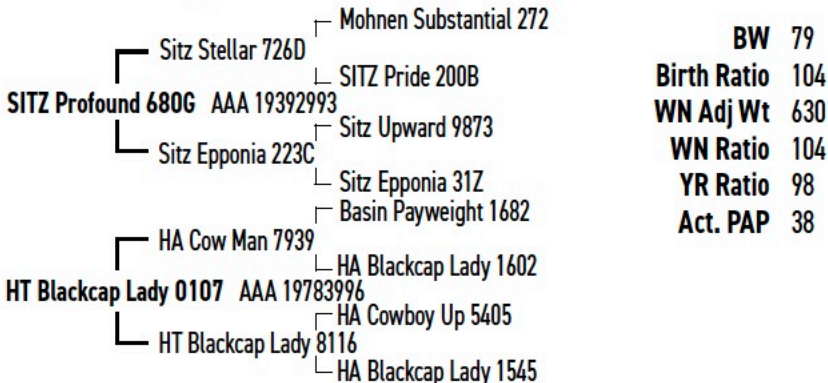 Mohnen Substantial 272
Sitz Stellar 726D
SITZ Pride 200B
SITZ Profound 680G AAA 19392993
Sitz Upward 9873
Sitz Epponia 223C
Sitz Epponia 31Z
Basin Payweight 1682
HA Cow Man 7939
HA Blackcap Lady 1602
HT Blackcap Lady 0107 AAA 19783996
HA Cowboy Up 5405
HT Blackcap Lady 8116
HA Blackcap Lady 1545
BW 79
Birth Ratio 104
WN Adj Wt 630
WN Ratio 104
YR Ratio 98
Act. PAP 38